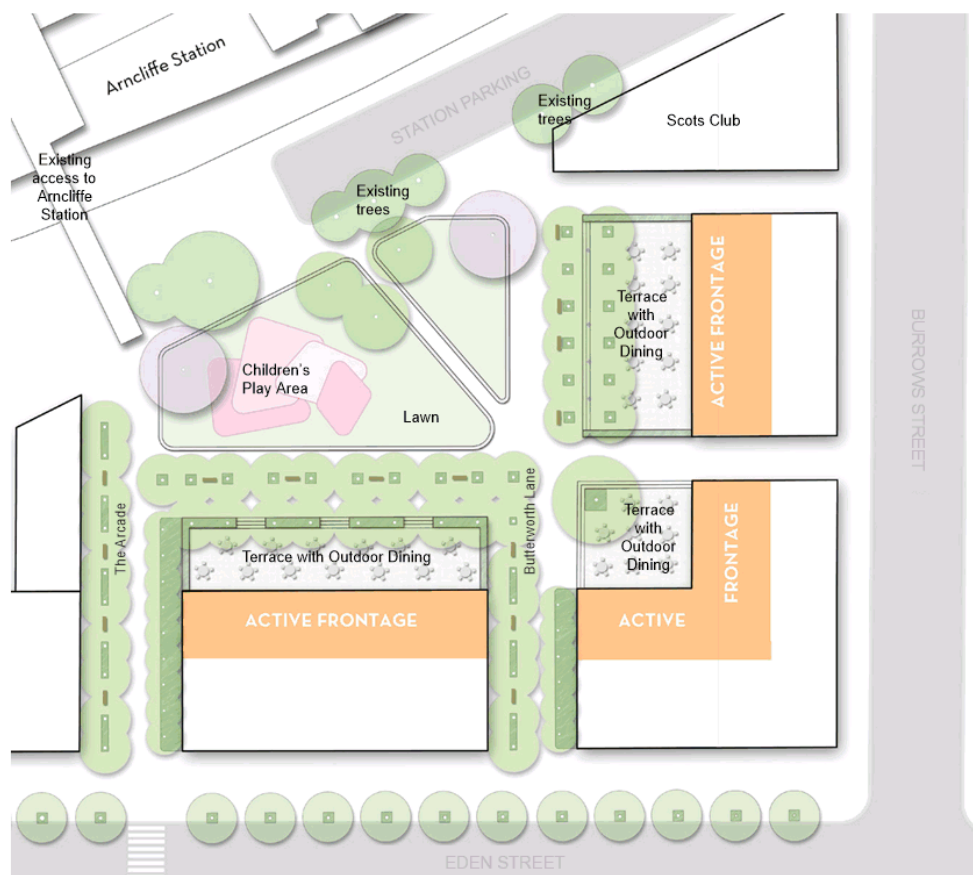 Arncliffe Station
STATION PARKING
Existing
trees
Scots Club
Existing
access to
Arncliffe
Station
Existing
trees
Terrace
with
Outdoor
Dining
ACTIVE FRONTAGE
BURROWS STREET
Children's
Play Area
Lawn
The Arcade
Butterworth Lane
Terrace with Outdoor Dining
ACTIVE FRONTAGE
Terrace
with
Outdoor
Dining
FRONTAGE
ACTIVE
EDEN STREET